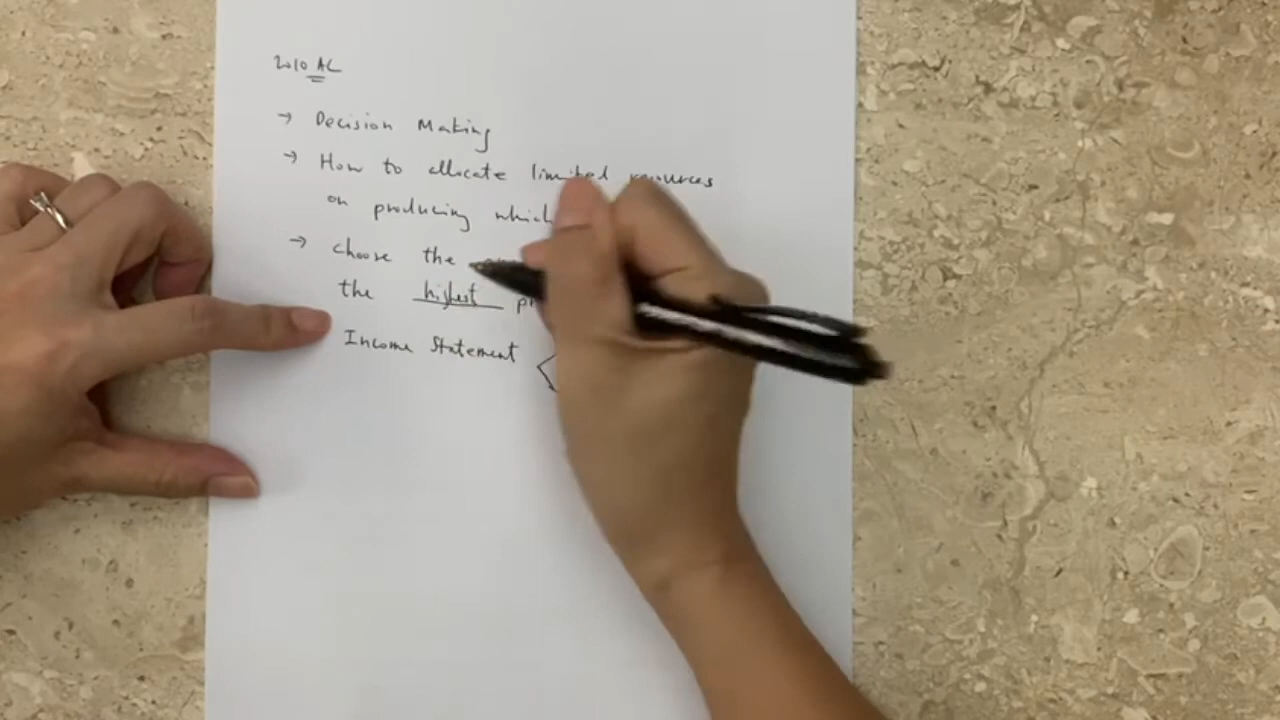 2010 AL
→ Decision Making
→ How to allocate limited resources
on producing which
→ choose the
the highest
Income Statement